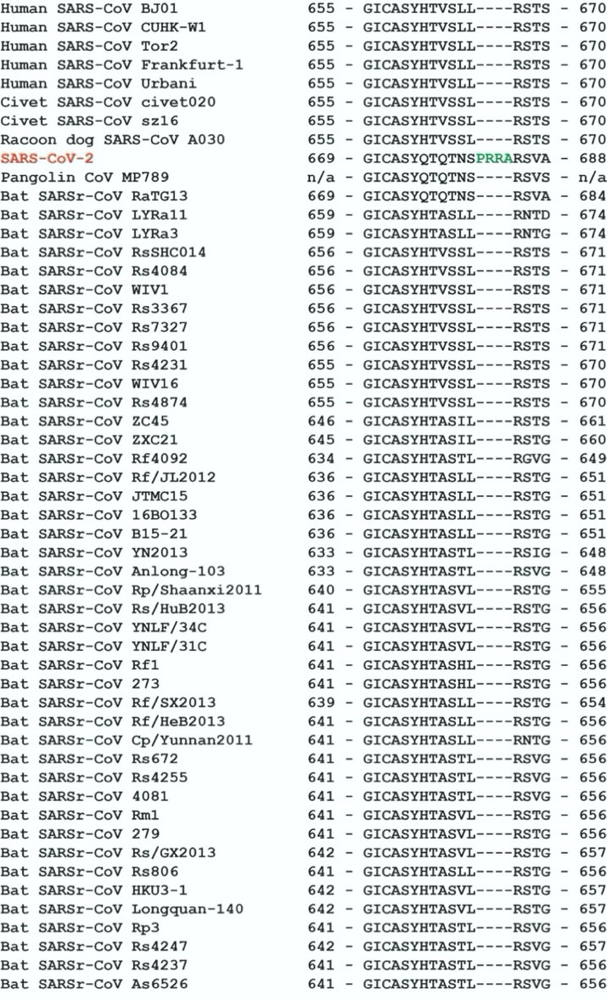 Human SARS-CoV BJ01 655 - GICASYHTVSLL----RSTS - 670
Human SARS-CoV CUHK-W1 655 - GICASYHTVSLL----RSTS - 670
Human SARS-CoV Tor2 655 - GICASYHTVSLL----RSTS - 670
Human SARS-CoV Frankfurt-1 655 - GICASYHTVSLL----RSTS - 670
Human SARS-CoV Urbani 655 - GICASYHTVSLL----RSTS - 670
Civet SARS-CoV civet020 655 - GICASYHTVSLL----RSTS - 670
Civet SARS-CoV sz16 655 - GICASYHTVSLL----RSTS - 670
Racoon dog SARS-CoV A030 655 - GICASYHTVSLL----RSTS - 670
SARS-CoV-2 669 - GICASYQTQTNSPRRARSVA - 688
Pangolin CoV MP789 n/a - GICASYQTQTNS----RSVS - n/a
Bat SARSr-CoV RaTG13 669 - GICASYQTQTNS----RSVA - 684
Bat SARSr-CoV LYRa11 659 - GICASYHTASLL----RNTD - 674
Bat SARSr-CoV LYRa3 659 - GICASYHTASLL----RNTG - 674
Bat SARSr-CoV RsSHC014 656 - GICASYHTVSSL----RSTS - 671
Bat SARSr-CoV Rs4084 656 - GICASYHTVSSL----RSTS - 671
Bat SARSr-CoV WIV1 656 - GICASYHTVSSL----RSTS - 671
Bat SARSr-CoV Rs3367 656 - GICASYHTVSSL----RSTS - 671
Bat SARSr-CoV Rs7327 656 - GICASYHTVSSL----RSTS - 671
Bat SARSr-CoV Rs9401 656 - GICASYHTVSSL----RSTS - 671
Bat SARSr-CoV Rs4231 655 - GICASYHTVSSL----RSTS - 670
Bat SARSr-CoV WIV16 655 - GICASYHTVSSL----RSTS - 670
Bat SARSr-CoV Rs4874 655 - GICASYHTVSSL----RSTS - 670
Bat SARSr-CoV ZC45 646 - GICASYHTASIL----RSTS - 661
Bat SARSr-CoV ZXC21 645 - GICASYHTASIL----RSTG - 660
Bat SARSr-CoV Rf4092 634 - GICASYHTASTL----RGVG - 649
Bat SARSr-CoV Rf/JL2012 636 - GICASYHTASLL----RSTG - 651
Bat SARSr-CoV JTMC15 636 - GICASYHTASLL----RSTG - 651
Bat SARSr-CoV 16BO133 636 - GICASYHTASLL----RSTG - 651
Bat SARSr-CoV B15-21 636 - GICASYHTASLL----RSTG - 651
Bat SARSr-CoV YN2013 633 - GICASYHTASTL----RSIG - 648
Bat SARSr-CoV Anlong-103 633 - GICASYHTASTL----RSVG - 648
Bat SARSr-CoV Rp/Shaanxi2011 640 - GICASYHTASVL----RSTG - 655
Bat SARSr-CoV Rs/HuB2013 641 - GICASYHTASVL----RSTG - 656
Bat SARSr-CoV YNLF/34C 641 - GICASYHTASVL----RSTG - 656
Bat SARSr-CoV YNLF/31C 641 - GICASYHTASVL----RSTG - 656
Bat SARSr-CoV Rf1 641 - GICASYHTASHL----RSTG - 656
Bat SARSr-CoV 273 641 - GICASYHTASHL----RSTG - 656
Bat SARSr-CoV Rf/SX2013 639 - GICASYHTASLL----RSTG - 654
Bat SARSr-CoV Rf/HeB2013 641 - GICASYHTASLL----RSTG - 656
Bat SARSr-CoV Cp/Yunnan2011 641 - GICASYHTASLL----RNTG - 656
Bat SARSr-CoV Rs672 641 - GICASYHTASTL----RSVG - 656
Bat SARSr-CoV Rs4255 641 - GICASYHTASTL----RSVG - 656
Bat SARSr-CoV 4081 641 - GICASYHTASTL----RSVG - 656
Bat SARSr-CoV Rm1 641 - GICASYHTASVL----RSTG - 656
Bat SARSr-CoV 279 641 - GICASYHTASVL----RSTG - 656
Bat SARSr-CoV Rs/GX2013 642 - GICASYHTASVL----RSTG - 657
Bat SARSr-CoV Rs806 641 - GICASYHTASLL----RSTG - 656
Bat SARSr-CoV HKU3-1 642 - GICASYHTASVL----RSTG - 657
Bat SARSr-CoV Longquan-140 642 - GICASYHTASVL----RSTG - 657
Bat SARSr-CoV Rp3 641 - GICASYHTASTL----RSVG - 656
Bat SARSr-CoV Rs4247 642 - GICASYHTASTL----RSVG - 657
Bat SARSr-CoV Rs4237 641 - GICASYHTASTL----RSVG - 656
Bat SARSr-CoV As6526 641 - GICASYHTASTL----RSVG - 656